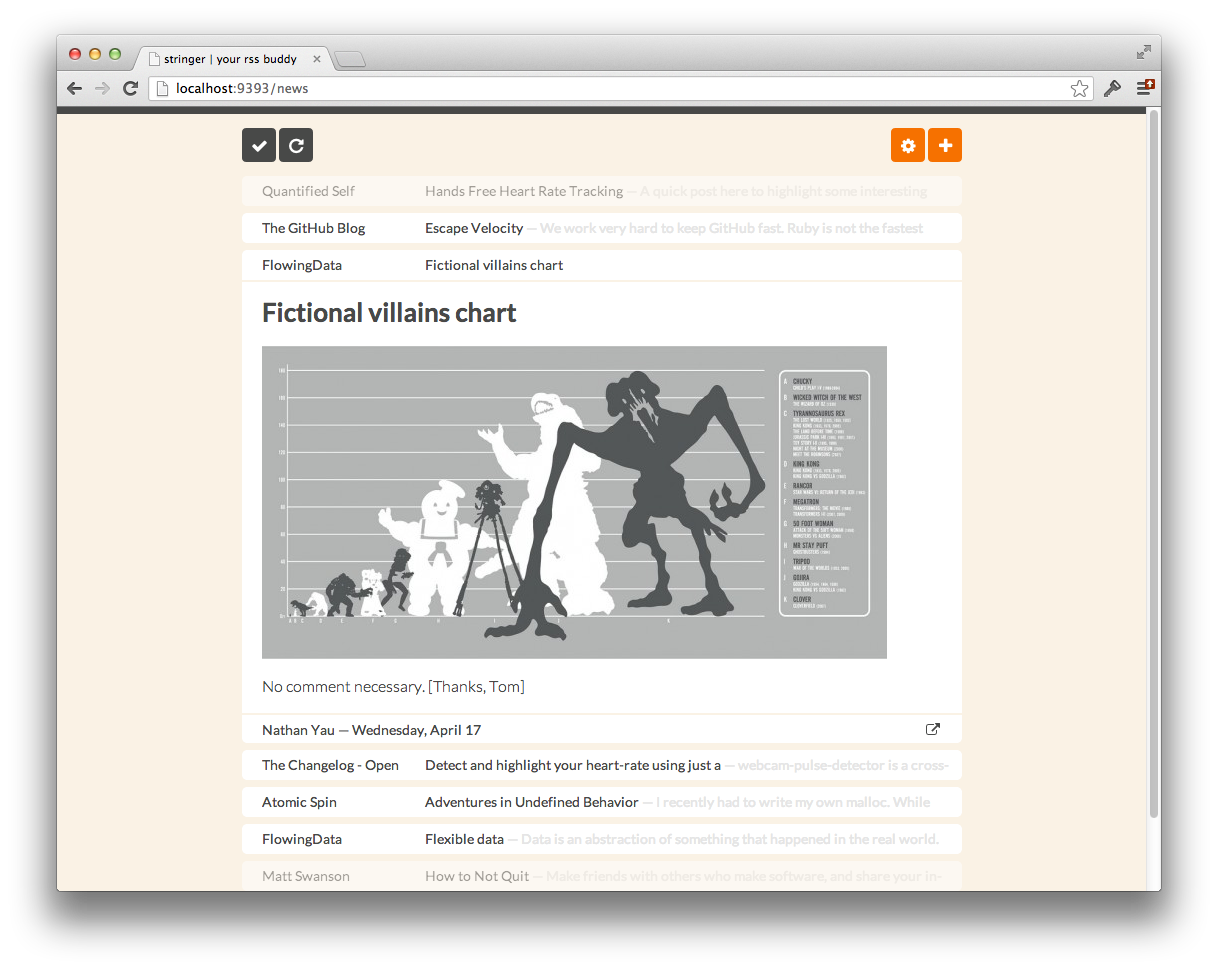 stringer | your rss buddy
localhost:9393/news
Quantified Self Hands Free Heart Rate Tracking — A quick post here to highlight some interesting
The GitHub Blog Escape Velocity — We work very hard to keep GitHub fast. Ruby is not the fastest
FlowingData Fictional villains chart
Fictional villains chart
A CHUCKY
B WICKED WITCH OF THE WEST
C TYRANNOSAURUS REX
D KING KONG
E RANCOR
F MEGATRON
G 50 FOOT WOMAN
MR STAY PUFT
GHOSTBUSTERS
TRIPOD
GOJIRA
CLOVER
No comment necessary. [Thanks, Tom]
Nathan Yau — Wednesday, April 17
The Changelog - Open Detect and highlight your heart-rate using just a — webcam-pulse-detector is a cross-
Atomic Spin Adventures in Undefined Behavior — I recently had to write my own malloc. While
FlowingData Flexible data — Data is an abstraction of something that happened in the real world.
Matt Swanson How to Not Quit — Make friends with others who make software, and share your in-